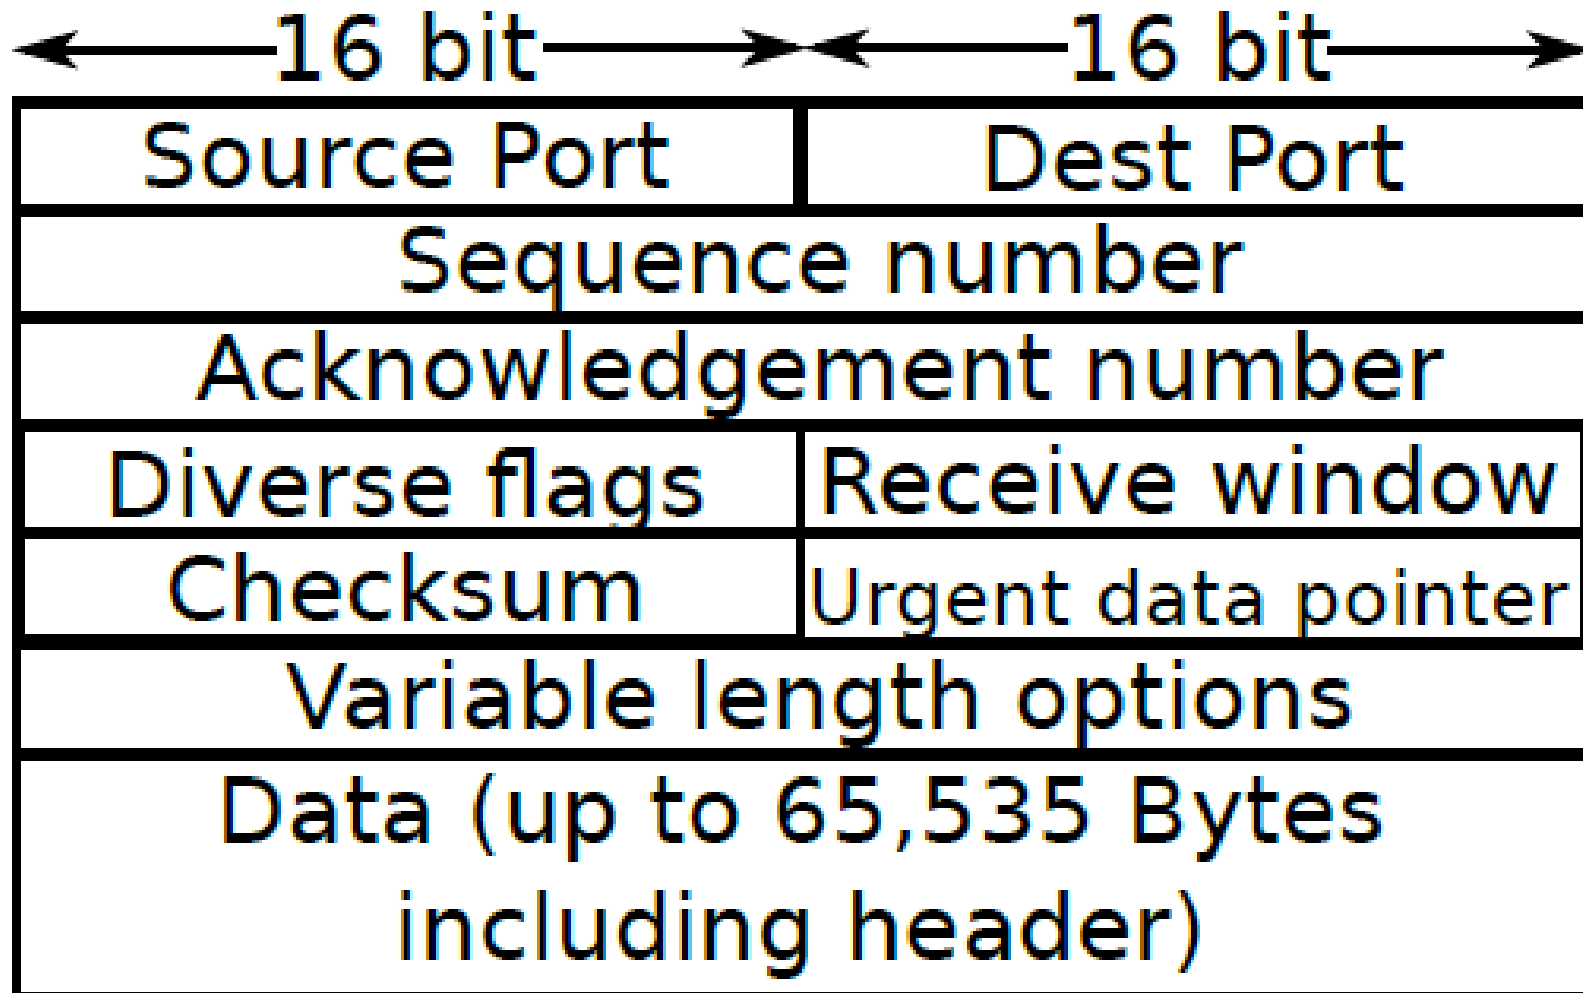 16 bit 16 bit
Source Port Dest Port
Sequence number
Acknowledgement number
Diverse flags Receive window
Checksum Urgent data pointer
Variable length options
Data (up to 65,535 Bytes
including header)